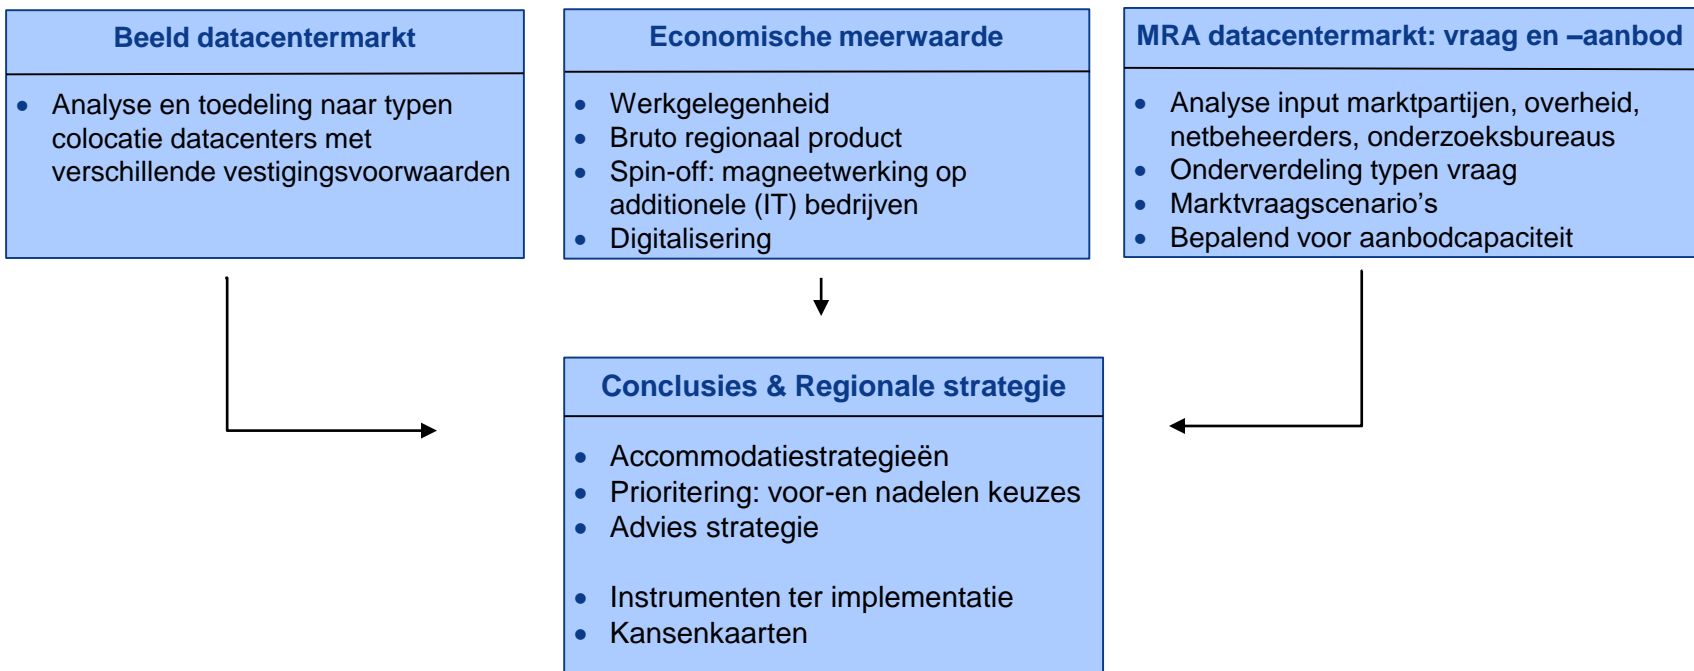 Beeld datacentermarkt
• Analyse en toedeling naar typen
colocatie datacenters met
verschillende vestigingsvoorwaarden
Economische meerwaarde
• Werkgelegenheid
• Bruto regionaal product
• Spin-off: magneetwerking op
additionele (IT) bedrijven
• Digitalisering
MRA datacentermarkt: vraag en –aanbod
• Analyse input marktpartijen, overheid,
netbeheerders, onderzoeksbureaus
• Onderverdeling typen vraag
• Marktvraagscenario’s
• Bepalend voor aanbodcapaciteit
Conclusies & Regionale strategie
• Accommodatiestrategieën
• Prioritering: voor-en nadelen keuzes
• Advies strategie
• Instrumenten ter implementatie
• Kansenkaarten